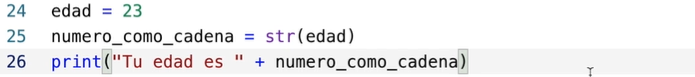 24 edad = 23
25 numero_como_cadena = str(edad)
26 print("Tu edad es " + numero_como_cadena)